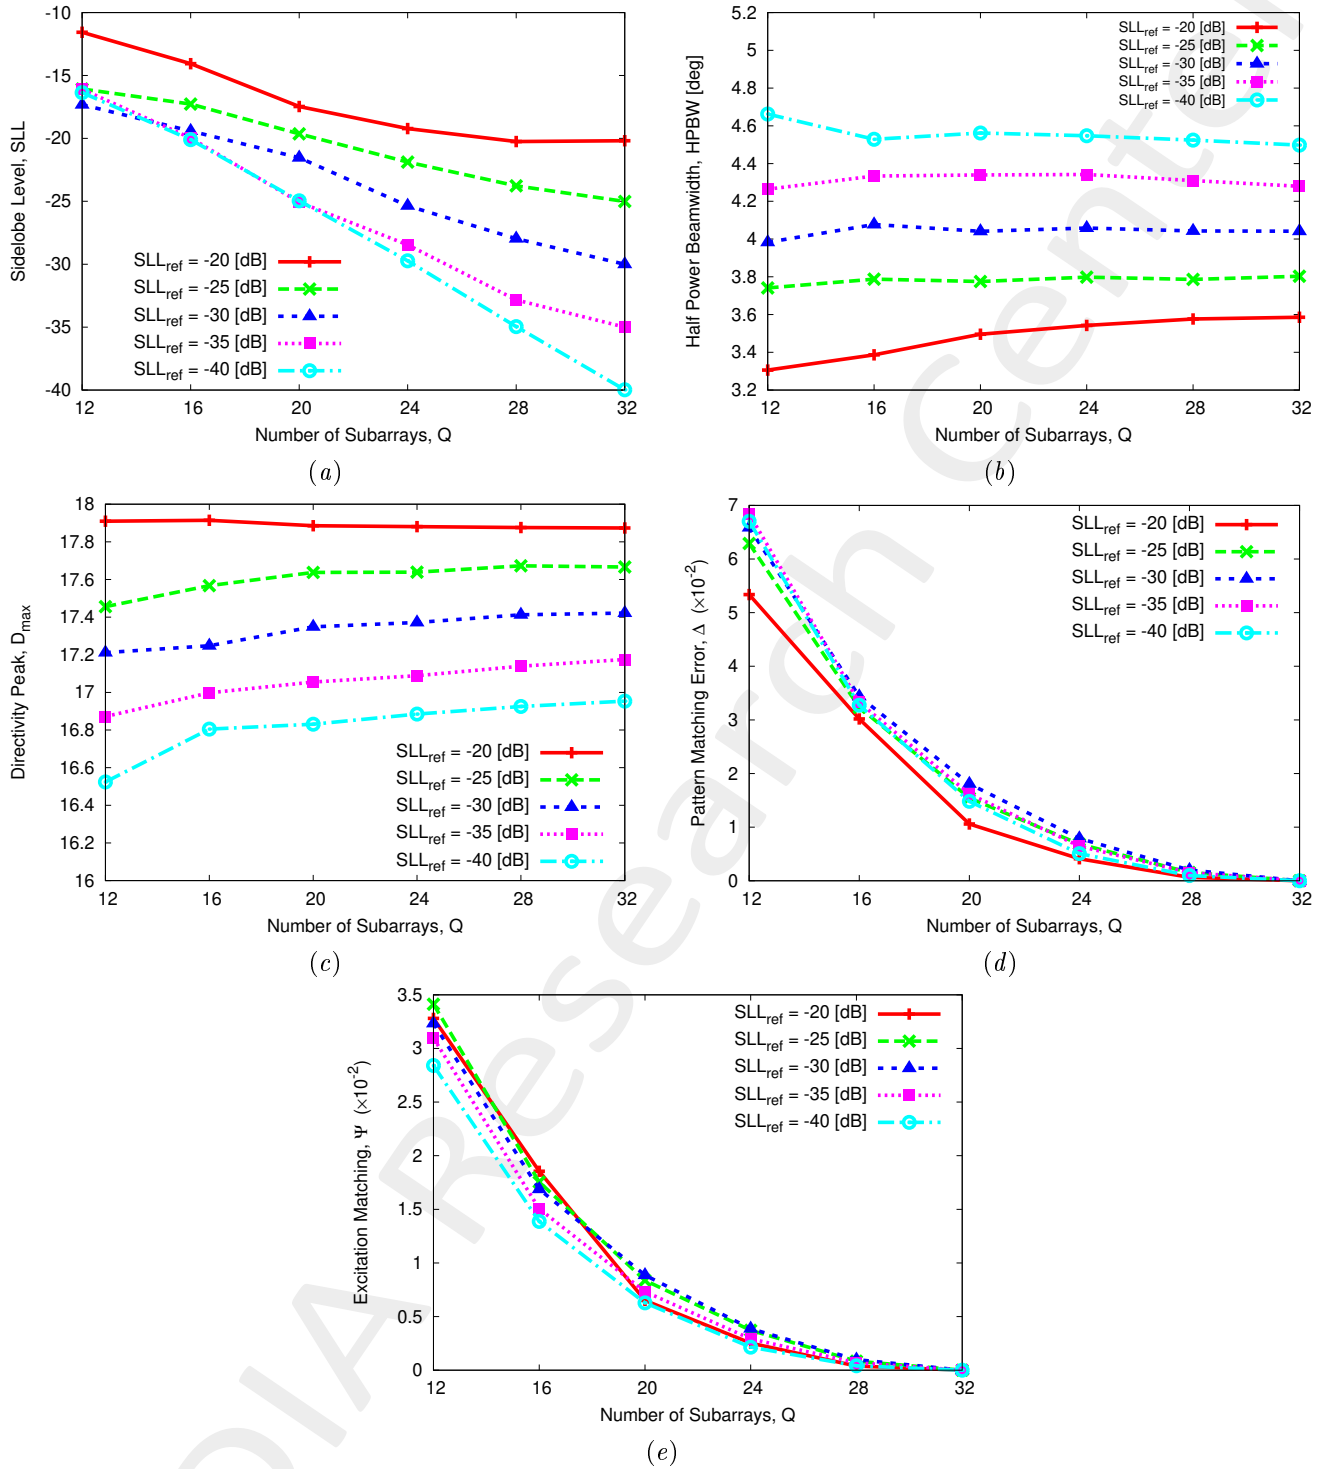 -10
-15
-20
-25
-30
-35
-40
12 16 20 24 28 32
Sidelobe Level, SLL
Number of Subarrays, Q
SLLref = -20 [dB]
SLLref = -25 [dB]
SLLref = -30 [dB]
SLLref = -35 [dB]
SLLref = -40 [dB]
(a)
5.2
5
4.8
4.6
4.4
4.2
4
3.8
3.6
3.4
3.2
12 16 20 24 28 32
Half Power Beamwidth, HPBW [deg]
Number of Subarrays, Q
SLLref = -20 [dB]
SLLref = -25 [dB]
SLLref = -30 [dB]
SLLref = -35 [dB]
SLLref = -40 [dB]
(b)
18
17.8
17.6
17.4
17.2
17
16.8
16.6
16.4
16.2
16
12 16 20 24 28 32
Directivity Peak, Dmax
Number of Subarrays, Q
SLLref = -20 [dB]
SLLref = -25 [dB]
SLLref = -30 [dB]
SLLref = -35 [dB]
SLLref = -40 [dB]
(c)
7
6
5
4
3
2
1
0
12 16 20 24 28 32
Pattern Matching Error, Δ (×10-2)
Number of Subarrays, Q
SLLref = -20 [dB]
SLLref = -25 [dB]
SLLref = -30 [dB]
SLLref = -35 [dB]
SLLref = -40 [dB]
(d)
3.5
3
2.5
2
1.5
1
0.5
0
12 16 20 24 28 32
Excitation Matching, Ψ (×10-2)
Number of Subarrays, Q
SLLref = -20 [dB]
SLLref = -25 [dB]
SLLref = -30 [dB]
SLLref = -35 [dB]
SLLref = -40 [dB]
(e)
DIA Research Center